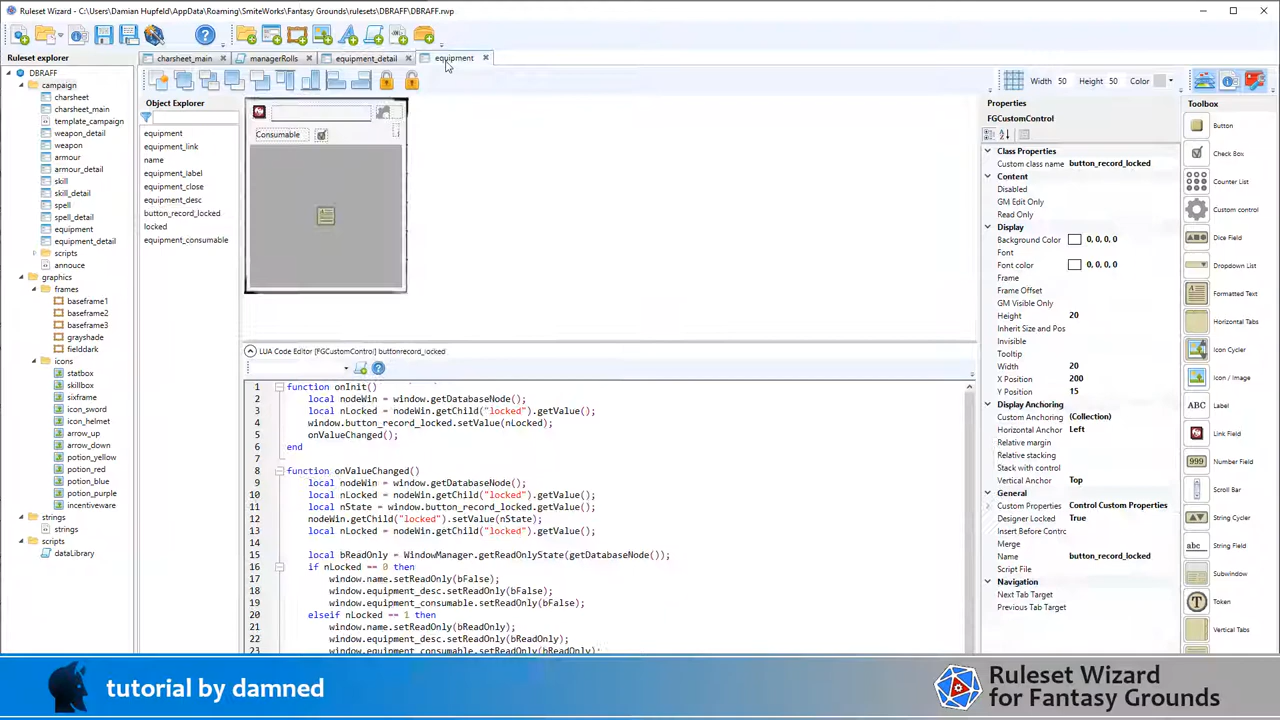 Ruleset Wizard - C:\Users\Damian Hupfeld\AppData\Roaming\SmiteWorks\Fantasy Grounds\rulesets\DBRAFF\DBRAFF.rwp
Ruleset explorer
charsheet_main
managerRolls
equipment_detail
equipment
DBRAFF
campaign
charsheet
charsheet_main
template_campaign
weapon_detail
weapon
armour
armour_detail
skill
skill_detail
spell
spell_detail
equipment
equipment_detail
scripts
annouce
graphics
frames
baseframe1
baseframe2
baseframe3
grayshade
fielddark
icons
statbox
skillbox
sixframe
icon_sword
icon_helmet
arrow_up
arrow_down
potion_yellow
potion_red
potion_blue
potion_purple
incentiveware
strings
strings
scripts
dataLibrary
Object Explorer
equipment
equipment_link
name
equipment_label
equipment_close
equipment_desc
button_record_locked
locked
equipment_consumable
Consumable
Width 50 Height 50 Color
LUA Code Editor [FGCustomControl] buttonrecord_locked
1 function onInit()
2 local nodeWin = window.getDatabaseNode();
3 local nLocked = nodeWin.getChild("locked").getValue();
4 window.button_record_locked.setValue(nLocked);
5 onValueChanged();
6 end
7
8 function onValueChanged()
9 local nodeWin = window.getDatabaseNode();
10 local nLocked = nodeWin.getChild("locked").getValue();
11 local nState = window.button_record_locked.getValue();
12 nodeWin.getChild("locked").setValue(nState);
13 local nLocked = nodeWin.getChild("locked").getValue();
14
15 local bReadOnly = WindowManager.getReadOnlyState(getDatabaseNode());
16 if nLocked == 0 then
17 window.name.setReadOnly(bFalse);
18 window.equipment_desc.setReadOnly(bFalse);
19 window.equipment_consumable.setReadOnly(bFalse);
20 elseif nLocked == 1 then
21 window.name.setReadOnly(bReadOnly);
22 window.equipment_desc.setReadOnly(bReadOnly);
23 window.equipment_consumable.setReadOnly(bReadOnly);
Properties
FGCustomControl
Class Properties
Custom class name button_record_locked
Content
Disabled
GM Edit Only
Read Only
Display
Background Color 0, 0, 0, 0
Font
Font color 0, 0, 0, 0
Frame
Frame Offset
GM Visible Only
Height 20
Inherit Size and Pos
Invisible
Tooltip
Width 20
X Position 200
Y Position 15
Display Anchoring
Custom Anchoring (Collection)
Horizontal Anchor Left
Relative margin
Relative stacking
Stack with control
Vertical Anchor Top
General
Custom Properties Control Custom Properties
Designer Locked True
Insert Before Contrc
Merge
Name button_record_locked
Script File
Navigation
Next Tab Target
Previous Tab Target
Toolbox
Button
Check Box
Counter List
Custom control
Dice Field
Dropdown List
Formatted Text
Horizontal Tabs
Icon Cycler
Icon / Image
ABC Label
Link Field
999 Number Field
Scroll Bar
String Cycler
abc String Field
Subwindow
Token
Vertical Tabs
tutorial by damned
Ruleset Wizard
for Fantasy Grounds